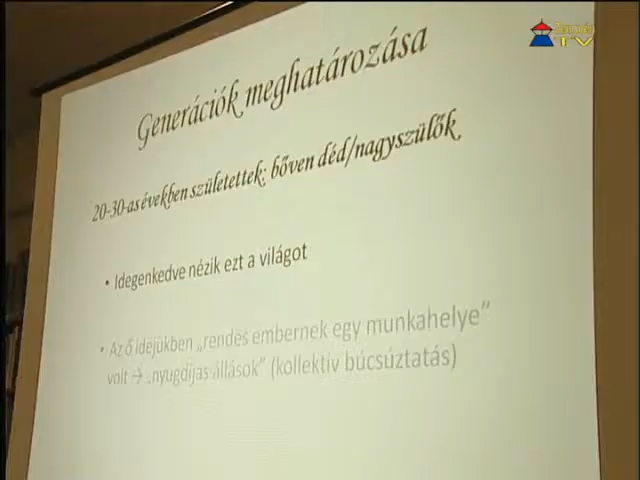 Generációk meghatározása
20-30-as években születettek: bőven déd/nagyszülők
• Idegenkedve nézik ezt a világot
• Az ő idejükben „rendes embernek egy munkahelye”
volt → „nyugdíjas állások” (kollektív búcsúztatás)
TV